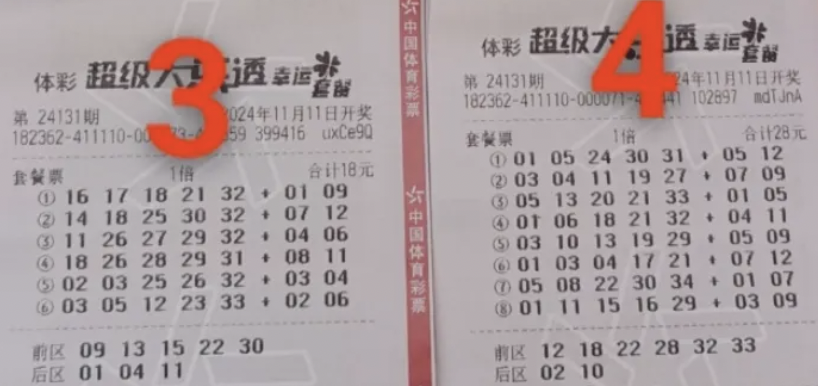 3
体彩 超级大乐透 幸运 套餐
第 24131期 2024年11月11日开奖
182362-411110-00 59 399416 uxCe9Q
套餐票 1倍 合计18元
① 16 17 18 21 32 + 01 09
② 14 18 25 30 32 + 07 12
③ 11 26 27 29 32 + 04 06
④ 18 26 28 29 31 + 08 11
⑤ 02 03 25 26 32 + 03 04
⑥ 03 05 12 23 33 + 02 06
前区 09 13 15 22 30
后区 01 04 11
中国体育彩票
中国体育彩票
4
体彩 超级大乐透 幸运 套餐
第 24131期 24年11月11日开奖
182362-411110-000071-4 41 102897 mdTJnA
套餐票 1倍 合计28元
① 01 05 24 30 31 + 05 12
② 03 04 11 19 27 + 07 09
③ 05 13 20 21 33 + 01 05
④ 01 06 18 21 32 + 04 11
⑤ 03 10 13 19 29 + 05 09
⑥ 01 03 04 17 21 + 07 12
⑦ 05 08 22 30 34 + 01 07
⑧ 01 11 15 16 29 + 03 09
前区 12 18 22 28 32 33
后区 02 10